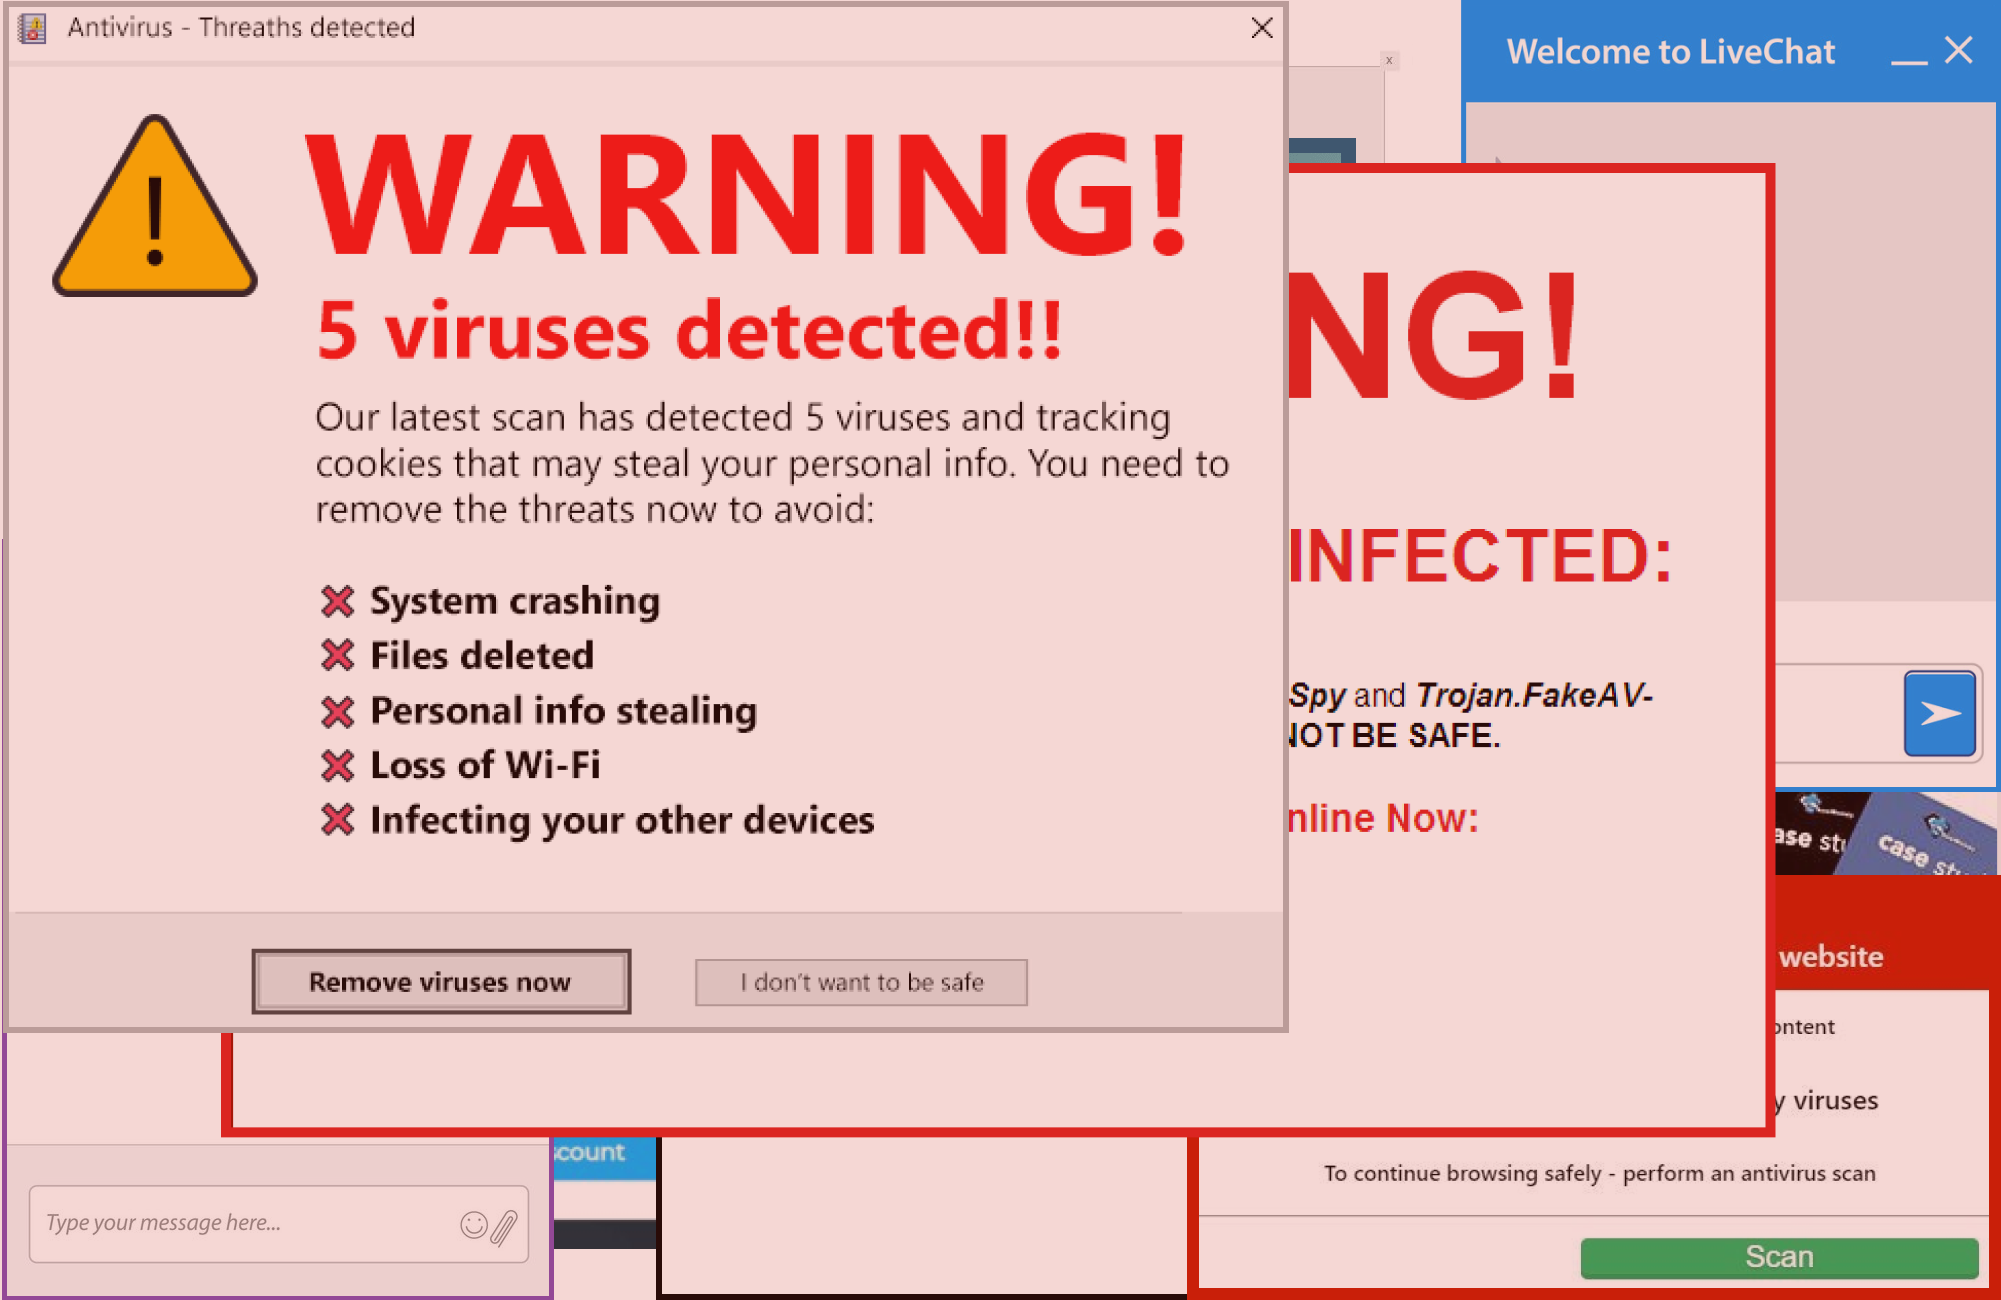 Antivirus - Threaths detected
WARNING!
5 viruses detected!!
Our latest scan has detected 5 viruses and tracking
cookies that may steal your personal info. You need to
remove the threats now to avoid:
System crashing
Files deleted
Personal info stealing
Loss of Wi-Fi
Infecting your other devices
Remove viruses now
I don't want to be safe
x
Welcome to LiveChat
NG!
INFECTED:
Spy and Trojan.FakeAV-
NOT BE SAFE.
nline Now:
case
website
ontent
y viruses
To continue browsing safely - perform an antivirus scan
Scan
count
Type your message here...